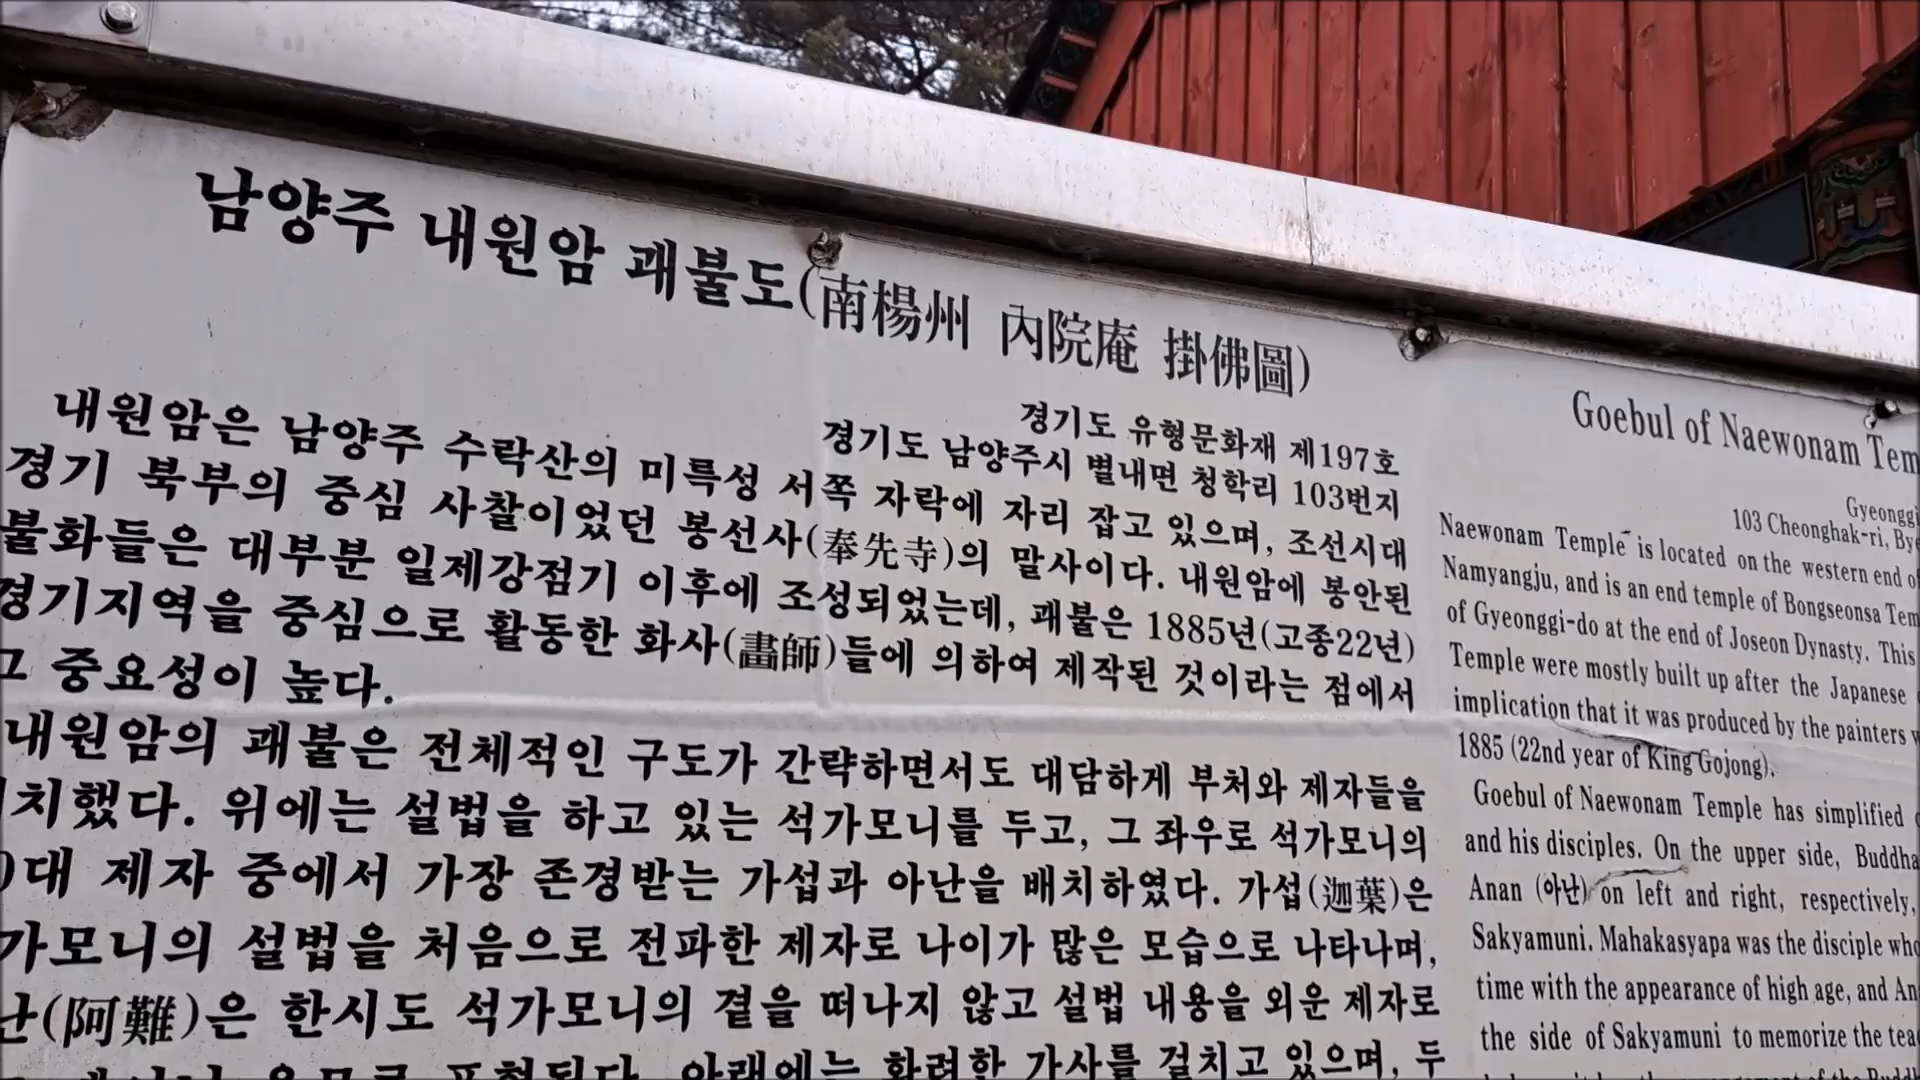 남양주 내원암 괘불도(南楊州 內院庵 掛佛圖)
경기도 유형문화재 제197호
경기도 남양주시 별내면 청학리 103번지
내원암은 남양주 수락산의 미륵성 서쪽 자락에 자리 잡고 있으며, 조선시대
경기 북부의 중심 사찰이었던 봉선사(奉先寺)의 말사이다. 내원암에 봉안된
불화들은 대부분 일제강점기 이후에 조성되었는데, 괘불은 1885년(고종22년)
경기지역을 중심으로 활동한 화사(畵師)들에 의하여 제작된 것이라는 점에서
그 중요성이 높다.
내원암의 괘불은 전체적인 구도가 간략하면서도 대담하게 부처와 제자들을
치했다. 위에는 설법을 하고 있는 석가모니를 두고, 그 좌우로 석가모니의
대 제자 중에서 가장 존경받는 가섭과 아난을 배치하였다. 가섭(迦葉)은
가모니의 설법을 처음으로 전파한 제자로 나이가 많은 모습으로 나타나며,
난(阿難)은 한시도 석가모니의 곁을 떠나지 않고 설법 내용을 외운 제자로
표현된다. 아래에는 화려한 가사를 걸치고 있으며, 두
Goebul of Naewonam Tem
Gyeonggi
103 Cheonghak-ri, Bye
Naewonam Temple is located on the western end of
Namyangju, and is an end temple of Bongseonsa Tem
of Gyeonggi-do at the end of Joseon Dynasty. This
Temple were mostly built up after the Japanese
implication that it was produced by the painters
1885 (22nd year of King Gojong).
Goebul of Naewonam Temple has simplified
and his disciples. On the upper side, Buddha
Anan (아난) on left and right, respectively,
Sakyamuni. Mahakasyapa was the disciple who
time with the appearance of high age, and An
the side of Sakyamuni to memorize the tea